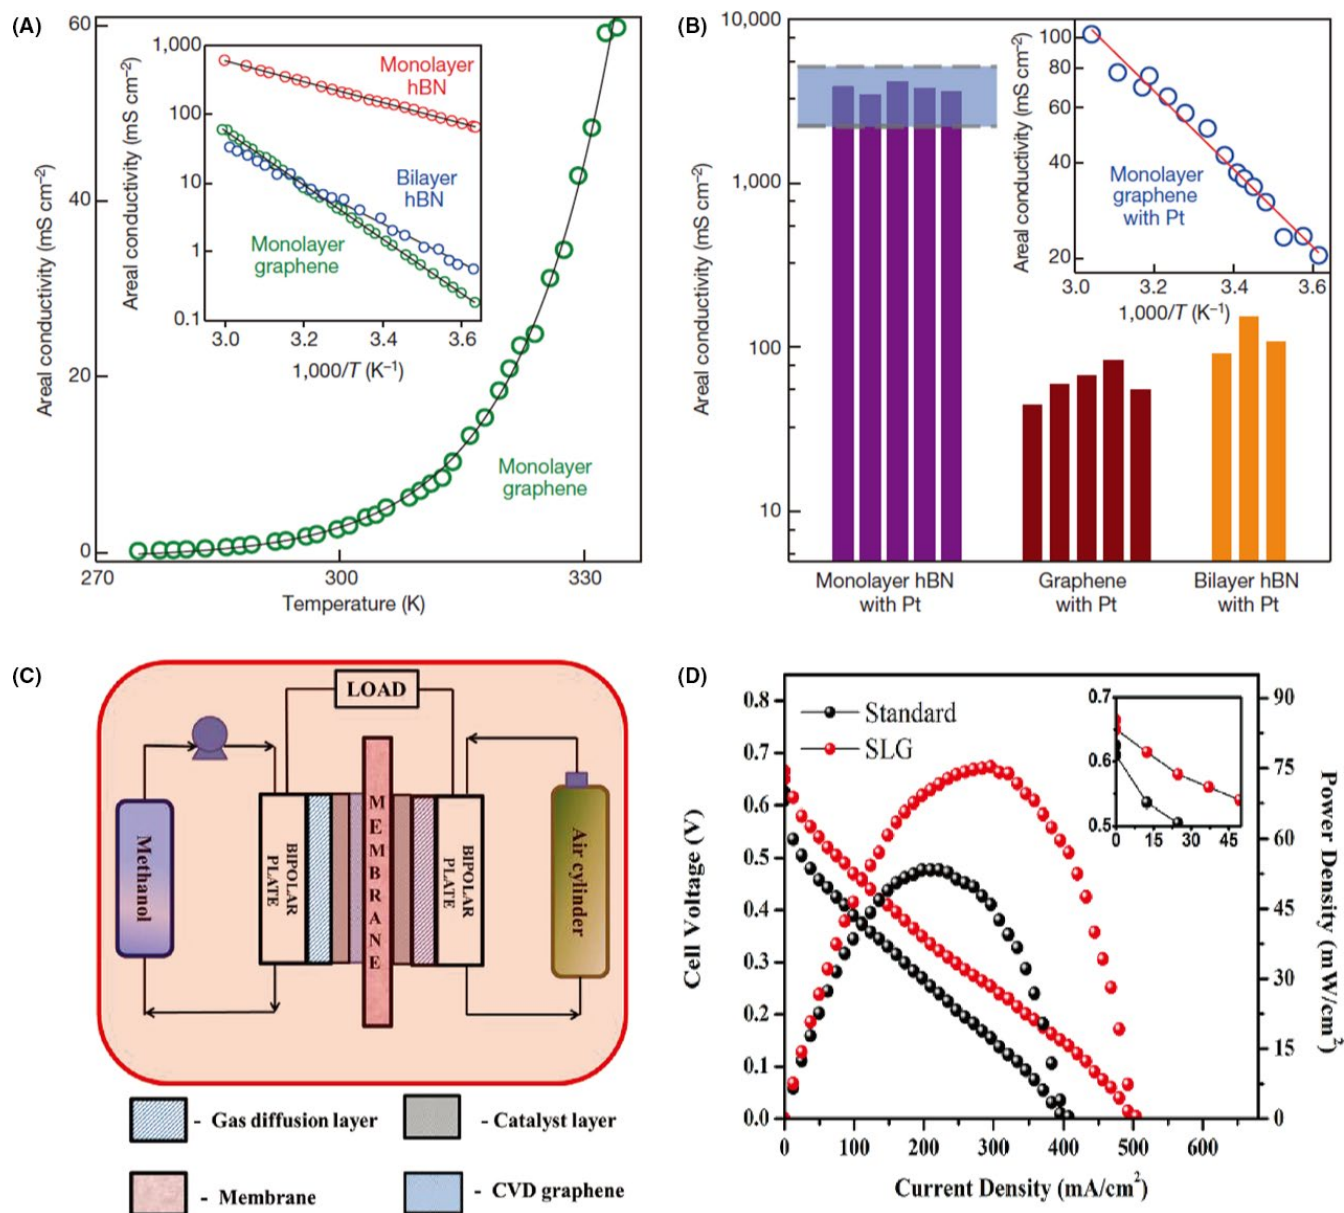 (A)
60
40
20
0
270
300
330
Areal conductivity (mS cm⁻²)
Temperature (K)
Monolayer
graphene
1,000
100
10
1
0.1
3.0
3.2
3.4
3.6
Areal conductivity (mS cm⁻²)
1,000/T (K⁻¹)
Monolayer
hBN
Bilayer
hBN
Monolayer
graphene
(B)
10,000
1,000
100
10
Areal conductivity (mS cm⁻²)
Monolayer hBN
with Pt
Graphene
with Pt
Bilayer hBN
with Pt
100
80
60
40
20
3.0
3.2
3.4
3.6
Areal conductivity (mS cm⁻²)
1,000/T (K⁻¹)
Monolayer
graphene
with Pt
(C)
LOAD
Methanol
BIPOLAR
PLATE
MEMBRANE
BIPOLAR
PLATE
Air cylinder
- Gas diffusion layer
- Catalyst layer
- Membrane
- CVD graphene
(D)
Standard
SLG
0.8
0.7
0.6
0.5
0.4
0.3
0.2
0.1
0.0
Cell Voltage (V)
0
100
200
300
400
500
600
Current Density (mA/cm²)
90
75
60
45
30
15
0
Power Density (mW/cm²)
0.7
0.6
0.5
0
15
30
45